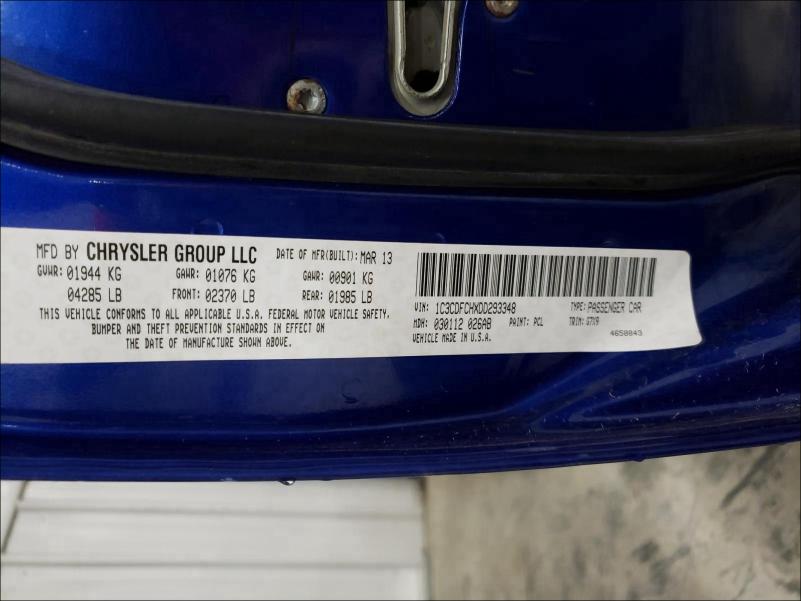 MFD BY CHRYSLER GROUP LLC DATE OF MFR(BUILT): MAR 13
GVWR: 01944 KG GAWR: 01076 KG GAWR: 00901 KG
04285 LB FRONT: 02370 LB REAR: 01985 LB
THIS VEHICLE CONFORMS TO ALL APPLICABLE U.S.A. FEDERAL MOTOR VEHICLE SAFETY,
BUMPER AND THEFT PREVENTION STANDARDS IN EFFECT ON
THE DATE OF MANUFACTURE SHOWN ABOVE.
VIN: 1C3CDFCHXDD293348 TYPE: PASSENGER CAR
MDH: 030112 026AB PAINT: PCL TRIM: G7X9
VEHICLE MADE IN U.S.A. 4650843